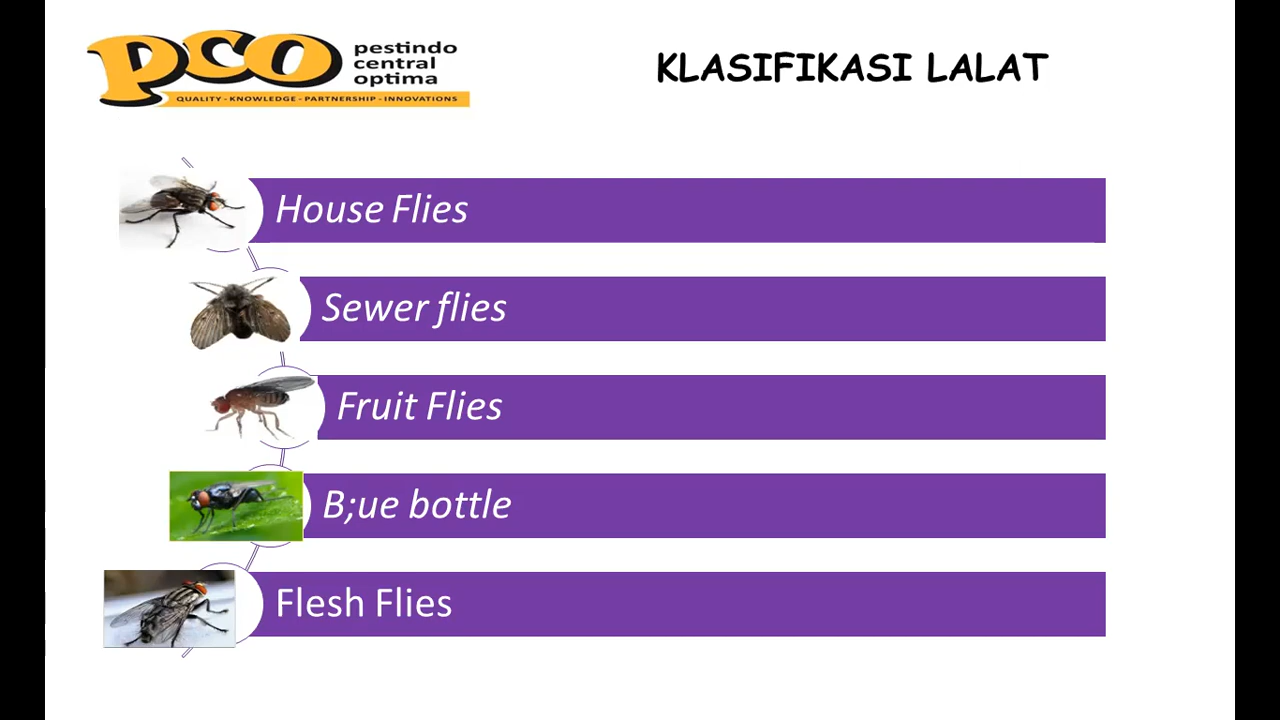 pco
pestindo
central
optima
QUALITY - KNOWLEDGE - PARTNERSHIP - INNOVATIONS
KLASIFIKASI LALAT
House Flies
Sewer flies
Fruit Flies
B;ue bottle
Flesh Flies